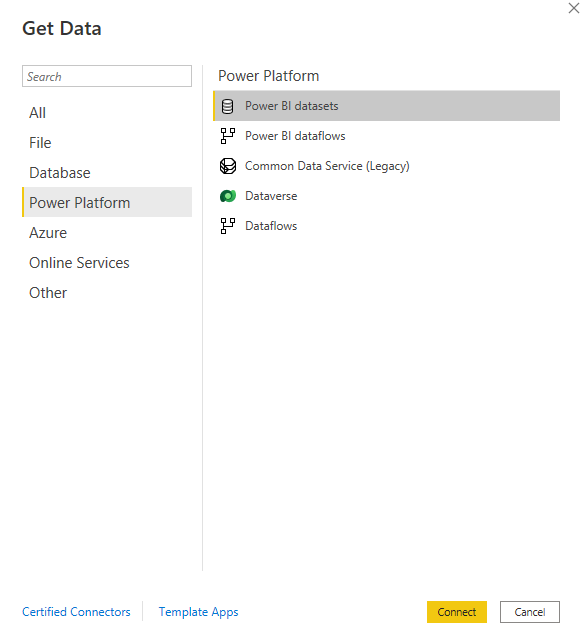 Get Data
Search
All
File
Database
Power Platform
Azure
Online Services
Other
Power Platform
Power BI datasets
Power BI dataflows
Common Data Service (Legacy)
Dataverse
Dataflows
Certified Connectors
Template Apps
Connect
Cancel